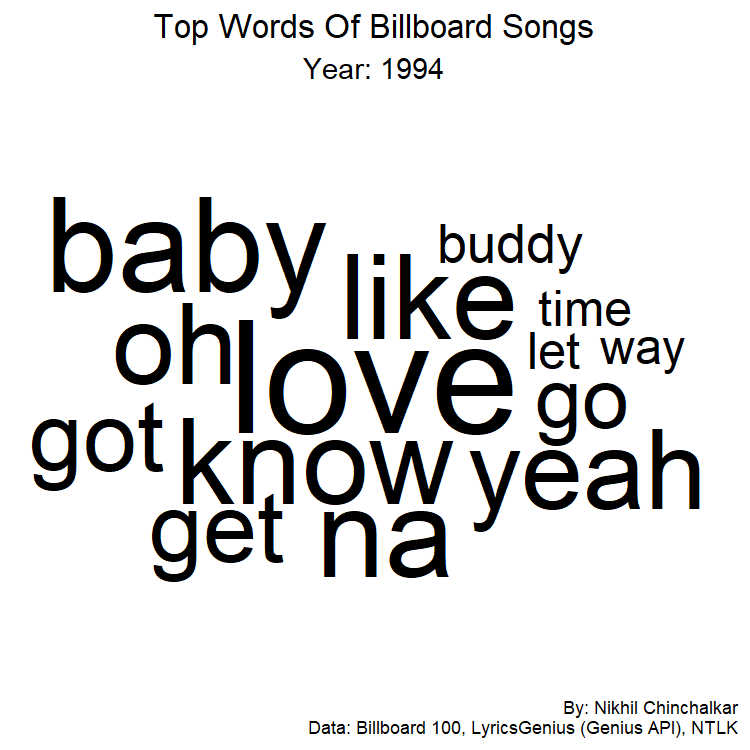 Top Words Of Billboard Songs
Year: 1994
baby
buddy
like
time
oh
love
let
way
go
got
know
yeah
get
na
By: Nikhil Chinchalkar
Data: Billboard 100, LyricsGenius (Genius API), NTLK